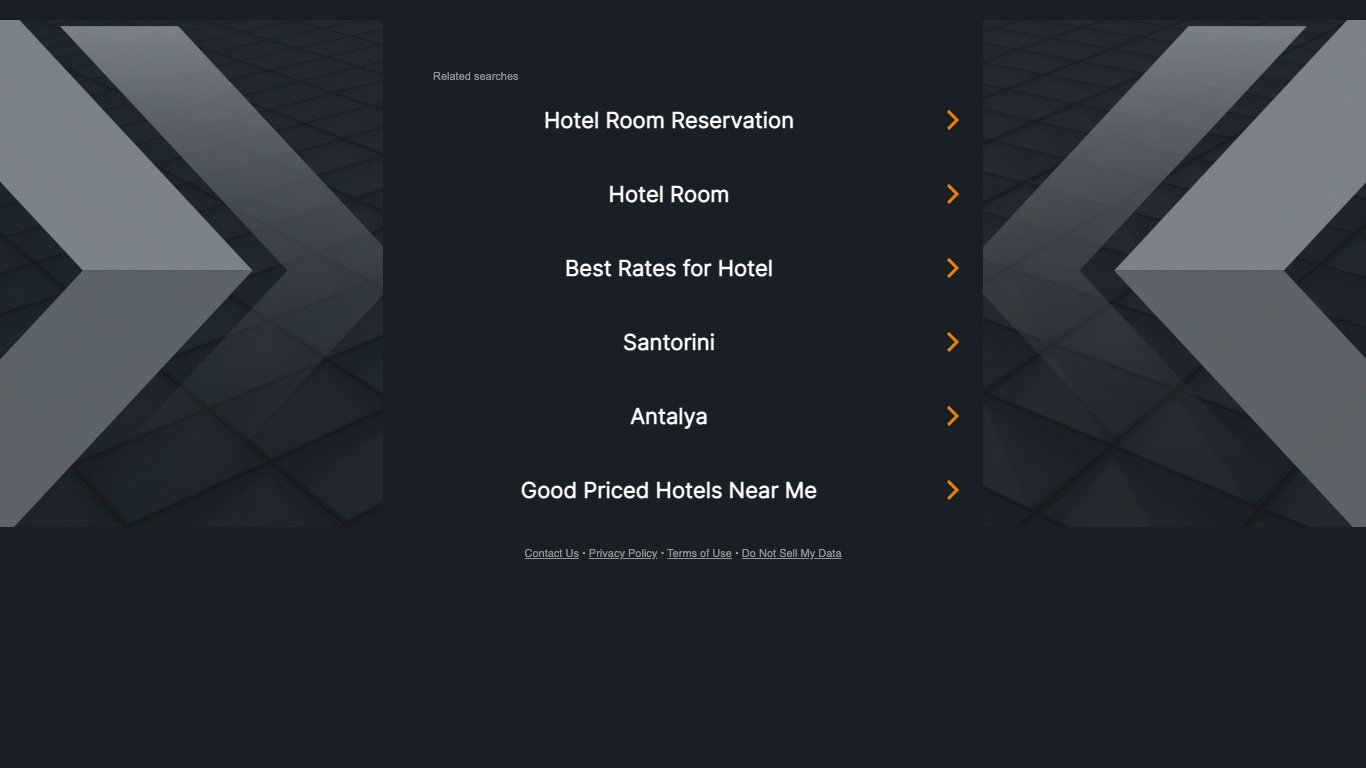 Related searches
Hotel Room Reservation
Hotel Room
Best Rates for Hotel
Santorini
Antalya
Good Priced Hotels Near Me
Contact Us • Privacy Policy • Terms of Use • Do Not Sell My Data